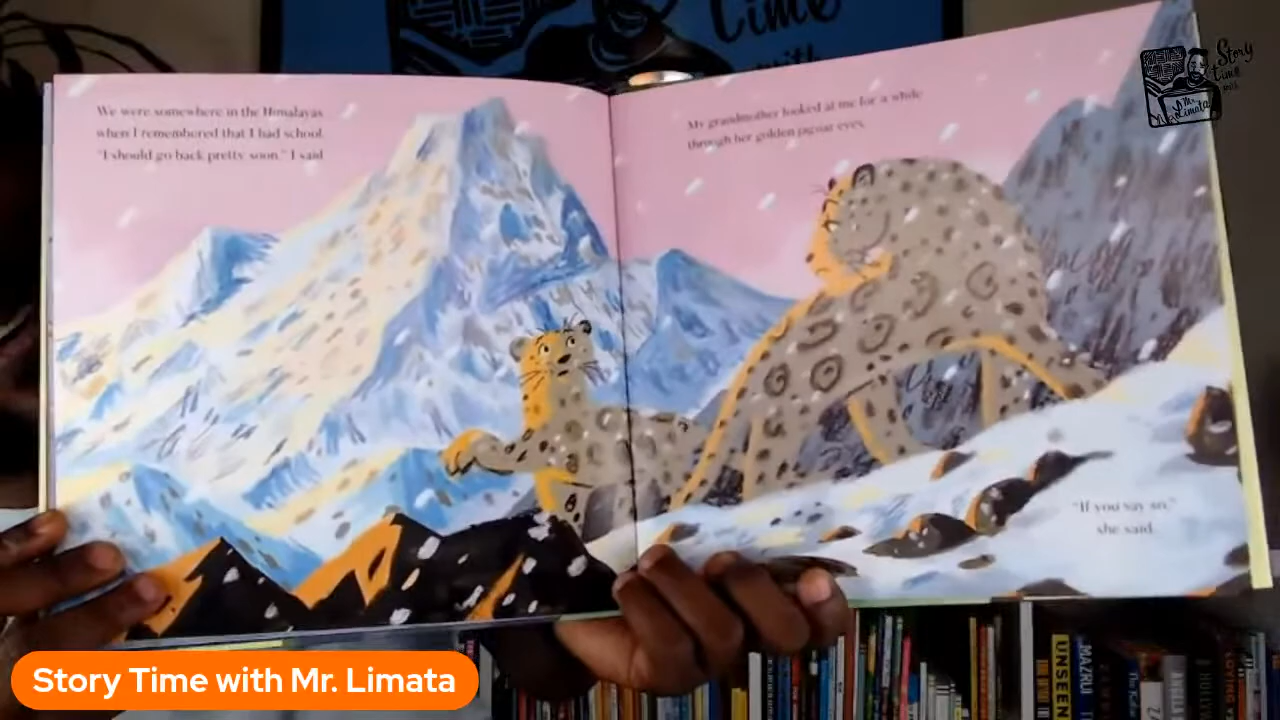 Time
with
Story
time
with
Mr.
Limata
We were somewhere in the Himalayas
when I remembered that I had school.
"I should go back pretty soon," I said
My grandmother looked at me for a while
through her golden jaguar eyes.
"If you say so,"
she said.
Story Time with Mr. Limata
UNSEEN
MAZRUI